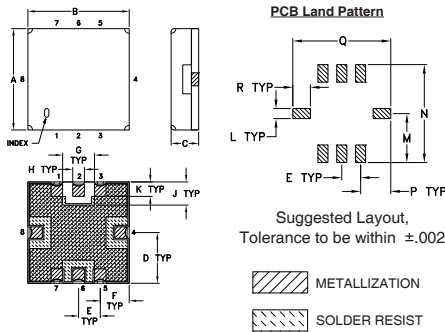 PCB Land Pattern
B
7 6 5
A
8
4
INDEX
1 2 3
C
Q
R TYP
L TYP
N
M
E TYP
P TYP
G
TYP
H TYP
1 2 3
K TYP
J TYP
8
4
D TYP
7 6 5
E
TYP
F
Suggested Layout,
Tolerance to be within ±.002
METALLIZATION
SOLDER RESIST